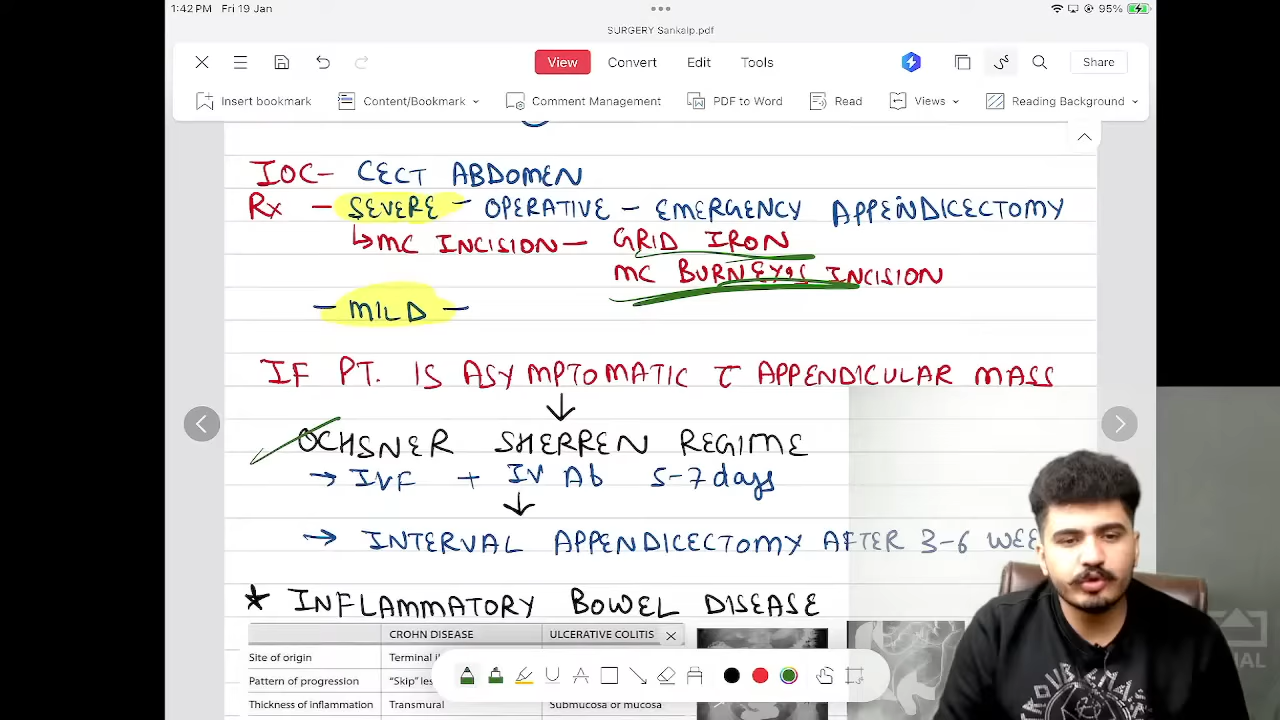 1:42 PM Fri 19 Jan
95%
SURGERY Sankalp.pdf
View Convert Edit Tools Share
Insert bookmark Content/Bookmark Comment Management PDF to Word Read Views Reading Background
IOC- CECT ABDOMEN
Rx - SEVERE - OPERATIVE - EMERGENCY APPENDICECTOMY
↳ MC INCISION - GRID IRON
MC BURNEY's INCISION
- MILD -
IF PT. IS ASYMPTOMATIC c APPENDICULAR MASS
↓
OCHSNER SHERREN REGIME
→ IVF + IV Ab 5-7 days
↓
→ INTERVAL APPENDICECTOMY AFTER 3-6
★ INFLAMMATORY BOWEL DISEASE
CROHN DISEASE ULCERATIVE COLITIS
Site of origin Terminal
Pattern of progression "Skip"
Thickness of inflammation Transmural Submucosa or mucosa